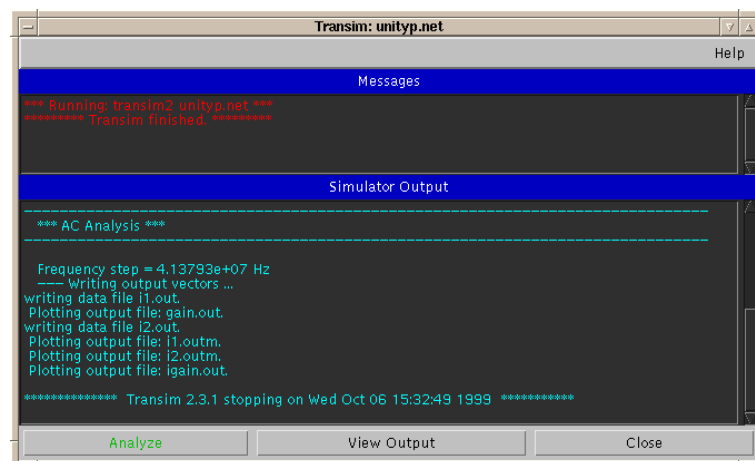 Transim: unityp.net
Help
Messages
*** Running: transim2 unityp.net ***
********* Transim finished. *********
Simulator Output
*** AC Analysis ***
Frequency step = 4.13793e+07 Hz
--- Writing output vectors ...
writing data file i1.out.
Plotting output file: gain.out.
writing data file i2.out.
Plotting output file: i1.outm.
Plotting output file: i2.outm.
Plotting output file: igain.out.
************** Transim 2.3.1 stopping on Wed Oct 06 15:32:49 1999 ***********
Analyze
View Output
Close